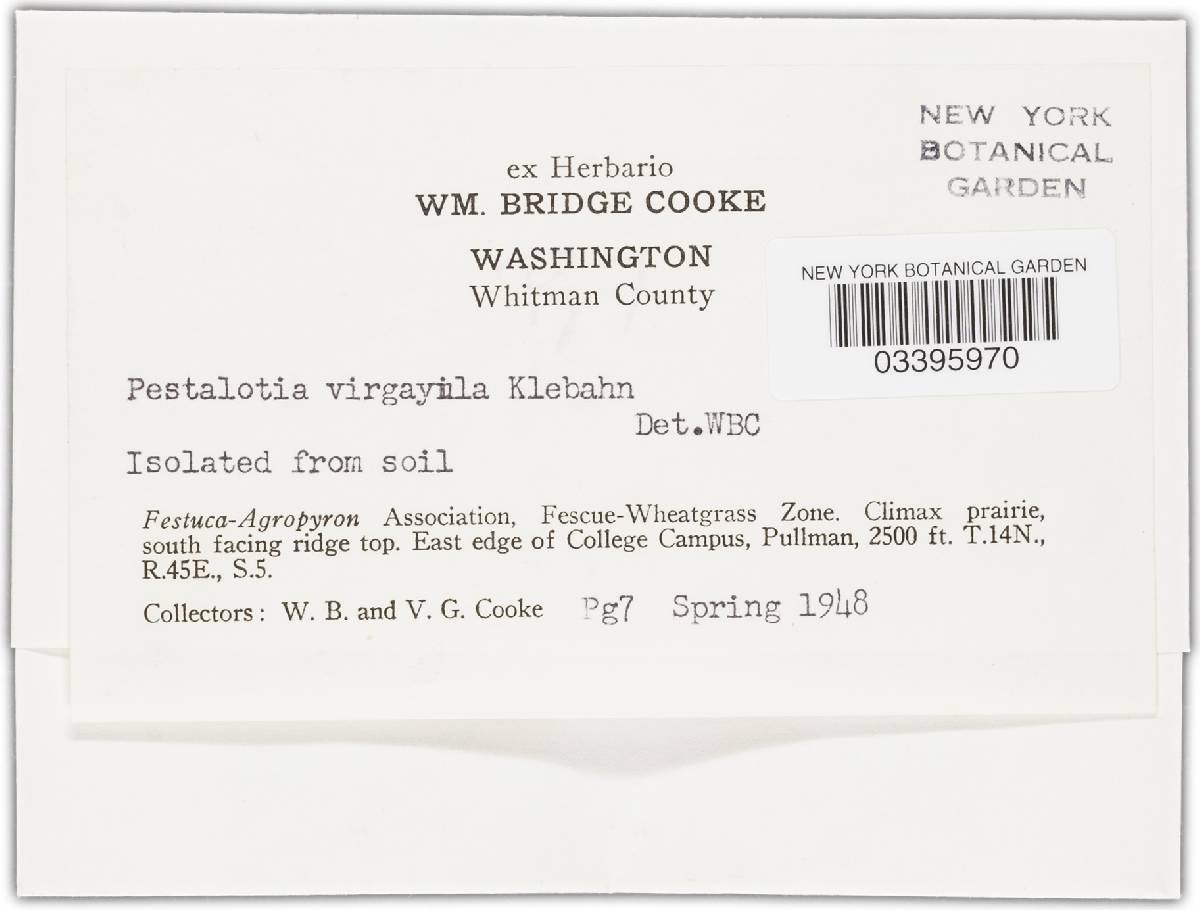 NEW YORK
BOTANICAL
GARDEN
ex Herbario
WM. BRIDGE COOKE
WASHINGTON
Whitman County
NEW YORK BOTANICAL GARDEN
03395970
Pestalotia Klebahn
Det.WBC
Isolated from soil
Festuca-Agropyron Association, Fescue-Wheatgrass Zone. Climax prairie,
south facing ridge top. East edge of College Campus, Pullman, 2500 ft. T.14N.,
R.45E., S.5.
Collectors: W. B. and V. G. Cooke Pg7 Spring 1948